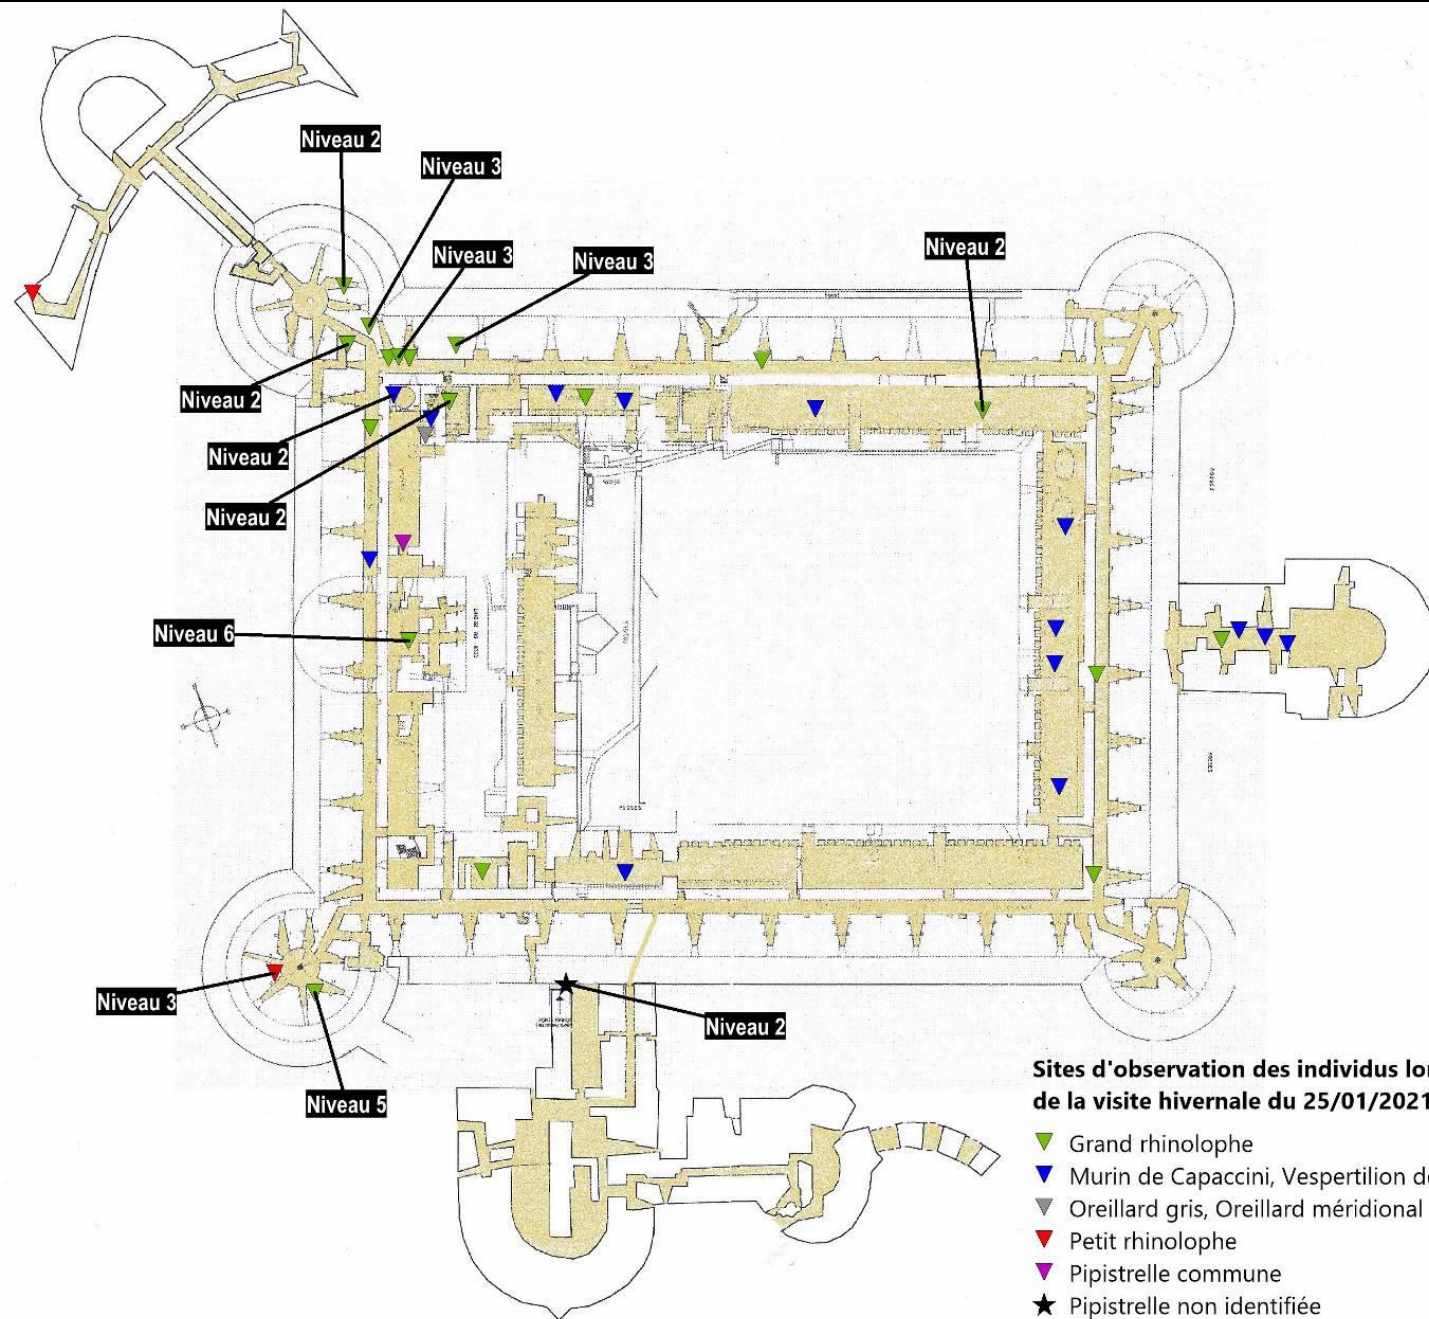 Niveau 2
Niveau 3
Niveau 3
Niveau 3
Niveau 2
Niveau 2
Niveau 2
Niveau 2
Niveau 6
Niveau 3
Niveau 2
Niveau 5
Sites d'observation des individus lor
de la visite hivernale du 25/01/2021
Grand rhinolophe
Murin de Capaccini, Vespertilion de
Oreillard gris, Oreillard méridional
Petit rhinolophe
Pipistrelle commune
Pipistrelle non identifiée